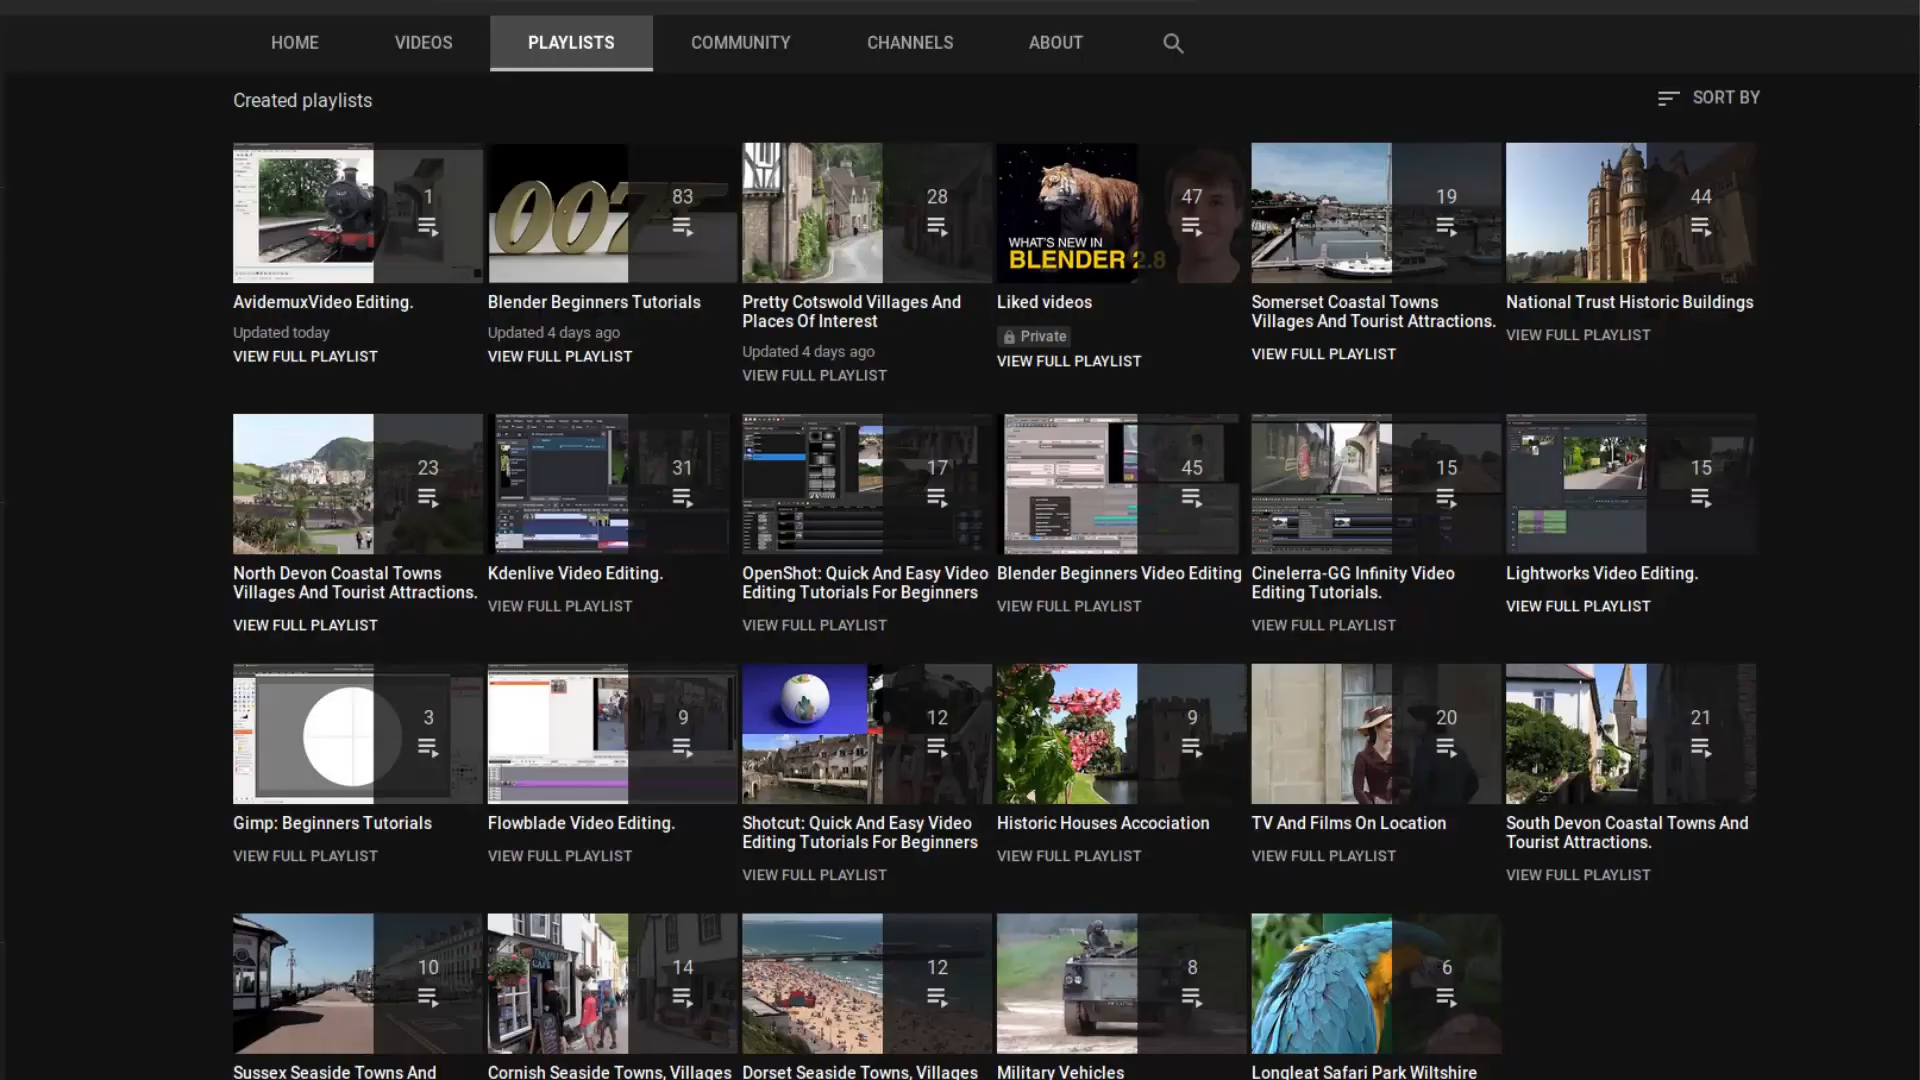 HOME VIDEOS PLAYLISTS COMMUNITY CHANNELS ABOUT
Created playlists
SORT BY
1
AvidemuxVideo Editing.
Updated today
VIEW FULL PLAYLIST
007
83
Blender Beginners Tutorials
Updated 4 days ago
VIEW FULL PLAYLIST
28
Pretty Cotswold Villages And
Places Of Interest
Updated 4 days ago
VIEW FULL PLAYLIST
WHAT'S NEW IN
BLENDER 2.8
47
Liked videos
Private
VIEW FULL PLAYLIST
19
Somerset Coastal Towns
Villages And Tourist Attractions.
VIEW FULL PLAYLIST
44
National Trust Historic Buildings
VIEW FULL PLAYLIST
23
North Devon Coastal Towns
Villages And Tourist Attractions.
VIEW FULL PLAYLIST
31
Kdenlive Video Editing.
VIEW FULL PLAYLIST
17
OpenShot: Quick And Easy Video
Editing Tutorials For Beginners
VIEW FULL PLAYLIST
45
Blender Beginners Video Editing
VIEW FULL PLAYLIST
15
Cinelerra-GG Infinity Video
Editing Tutorials.
VIEW FULL PLAYLIST
15
Lightworks Video Editing.
VIEW FULL PLAYLIST
3
Gimp: Beginners Tutorials
VIEW FULL PLAYLIST
9
Flowblade Video Editing.
VIEW FULL PLAYLIST
12
Shotcut: Quick And Easy Video
Editing Tutorials For Beginners
VIEW FULL PLAYLIST
9
Historic Houses Accociation
VIEW FULL PLAYLIST
20
TV And Films On Location
VIEW FULL PLAYLIST
21
South Devon Coastal Towns And
Tourist Attractions.
VIEW FULL PLAYLIST
10
Sussex Seaside Towns And
14
Cornish Seaside Towns, Villages
12
Dorset Seaside Towns, Villages
8
Military Vehicles
6
Longleat Safari Park Wiltshire